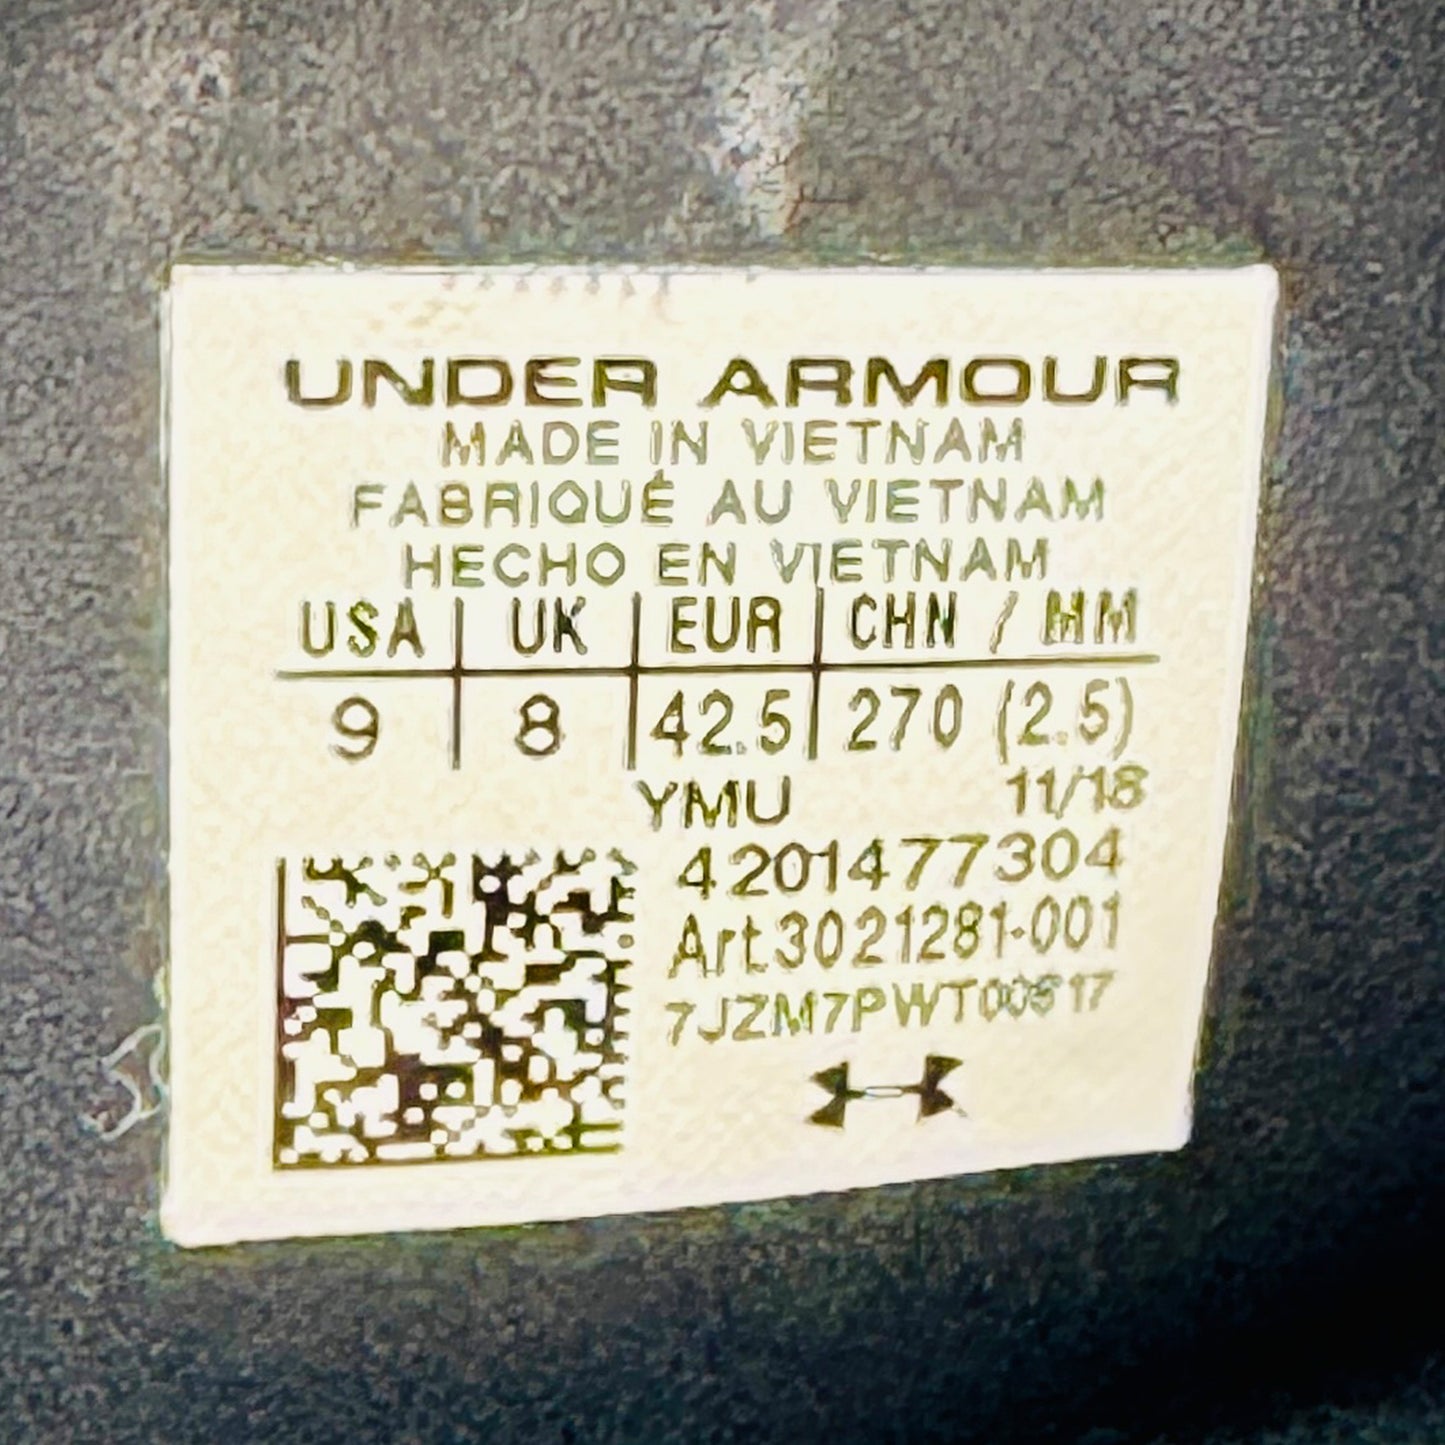 UNDER ARMOUR
MADE IN VIETNAM
FABRIQUÉ AU VIETNAM
HECHO EN VIETNAM
USA | UK | EUR | CHN / MM
9 | 8 | 42.5 | 270 (2.5)
YMU 11/18
4201477304
Art.3021281-001